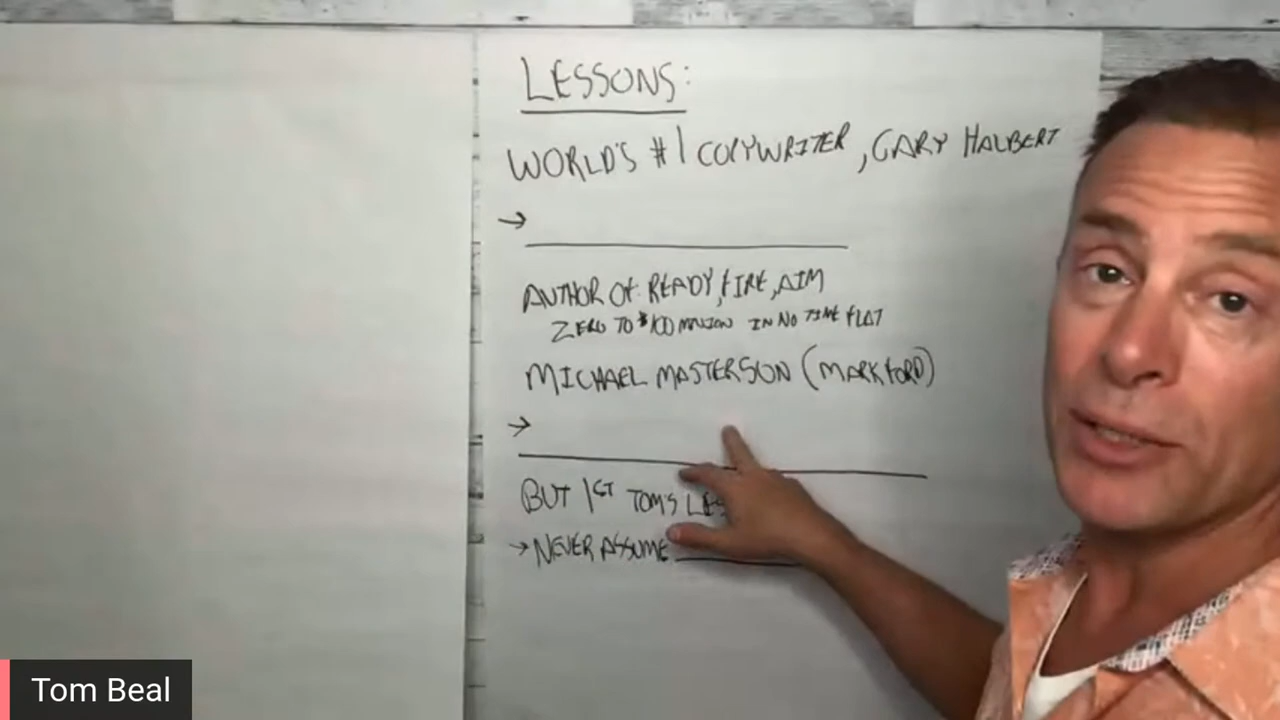 LESSONS:
WORLD'S #1 COPYWRITER, GARY HALBERT
→
AUTHOR OF: READY, FIRE, AIM
ZERO TO $100 MILLION IN NO TIME FLAT
MICHAEL MASTERSON (MARK FORD)
→
BUT 1ST TOM'S LES
→ NEVER ASSUME
Tom Beal